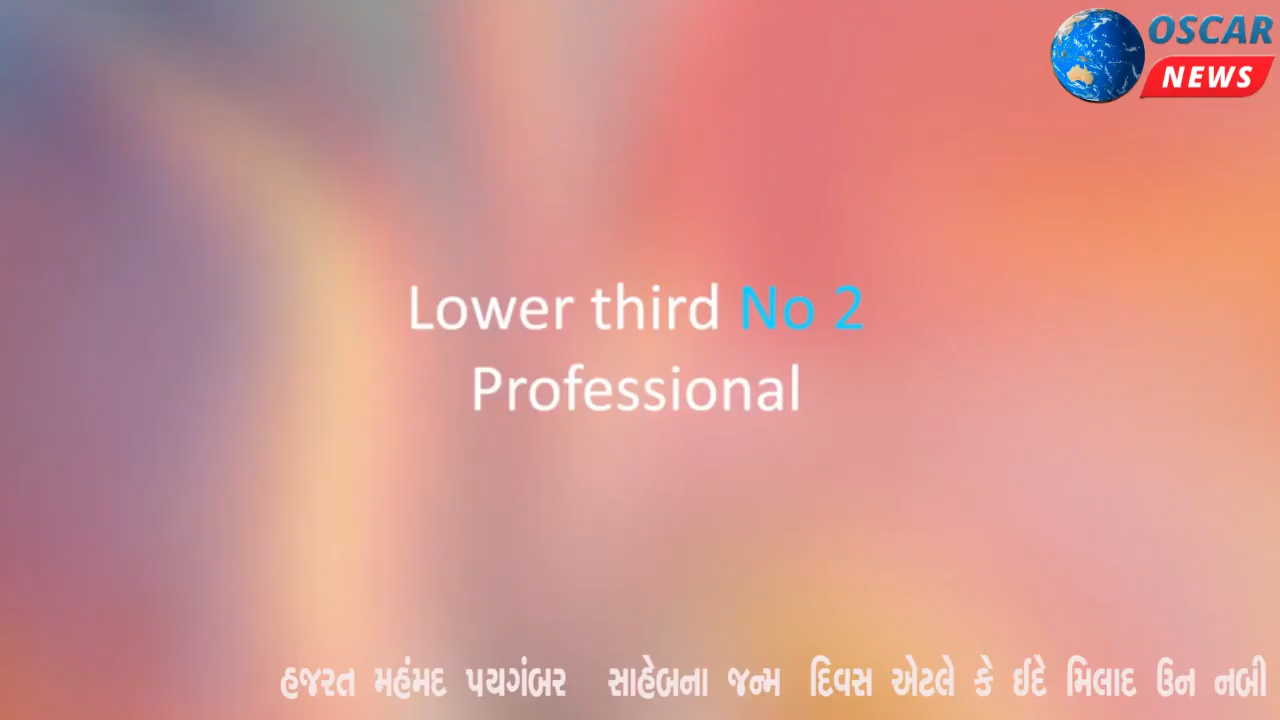 OSCAR
NEWS
Lower third No 2
Professional
હજરત મહંમદ પયગંબર સાહેબના જન્મ દિવસ એટલે કે ઈદે મિલાદ ઉન નબી